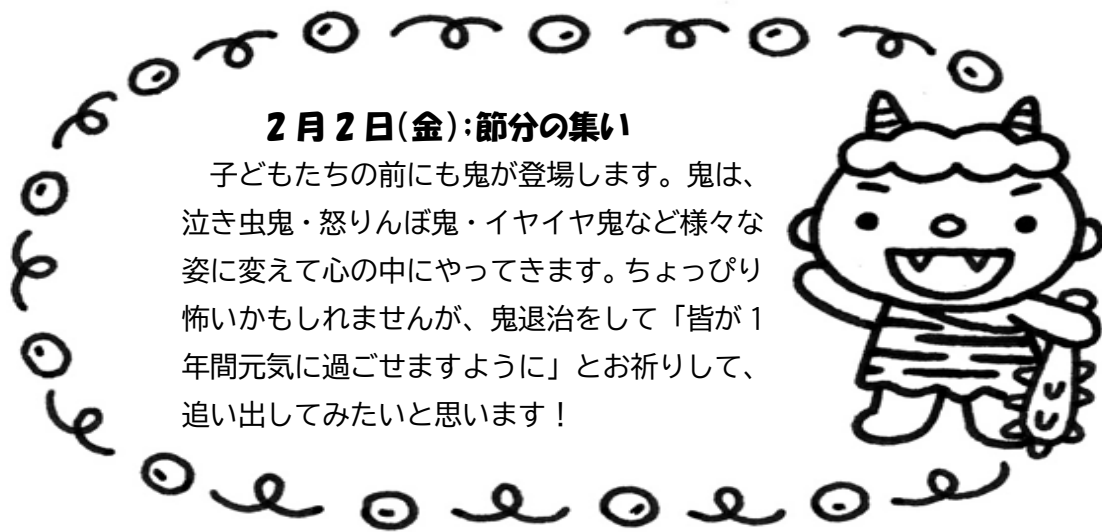 ２月２日(金)：節分の集い
　子どもたちの前にも鬼が登場します。鬼は、
泣き虫鬼・怒りんぼ鬼・イヤイヤ鬼など様々な
姿に変えて心の中にやってきます。ちょっぴり
怖いかもしれませんが、鬼退治をして「皆が１
年間元気に過ごせますように」とお祈りして、
追い出してみたいと思います！